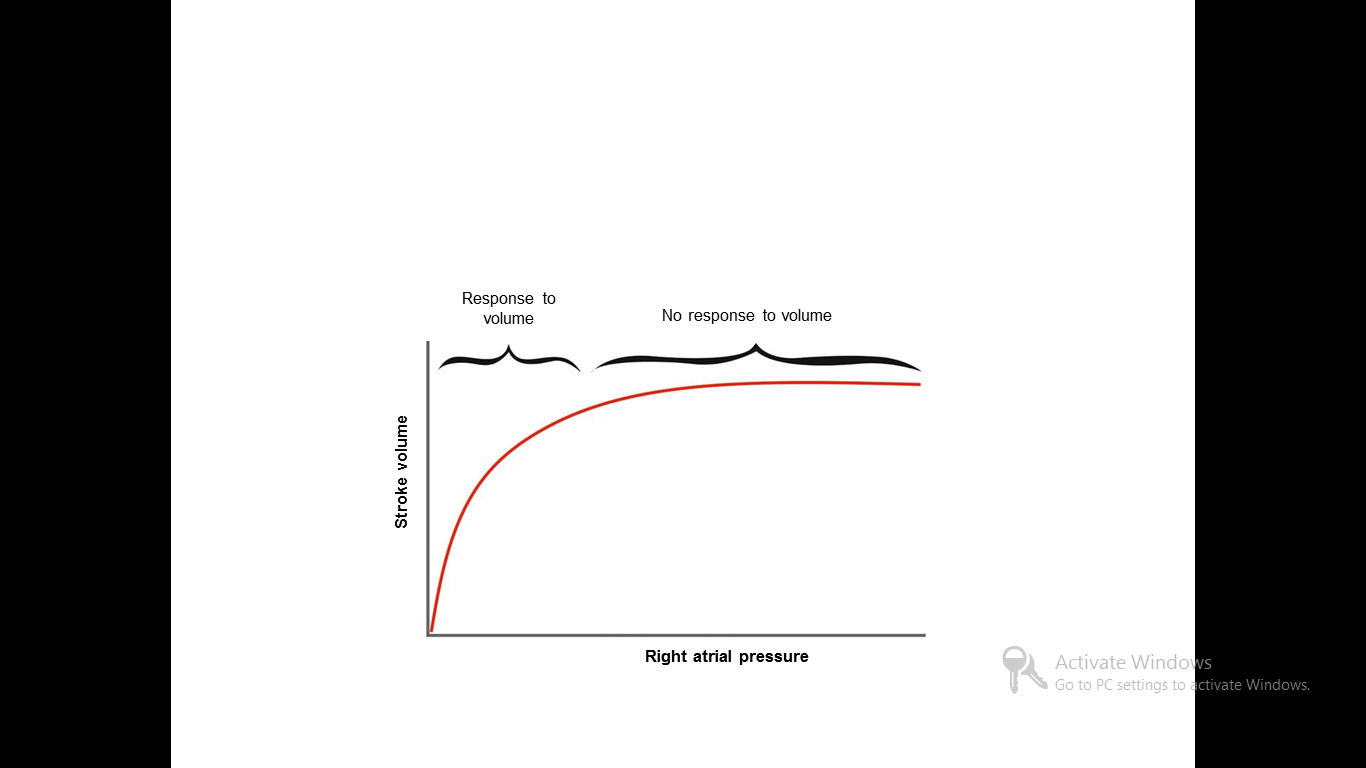 Response to
volume
No response to volume
Stroke volume
Right atrial pressure
Activate Windows
Go to PC settings to activate Windows.